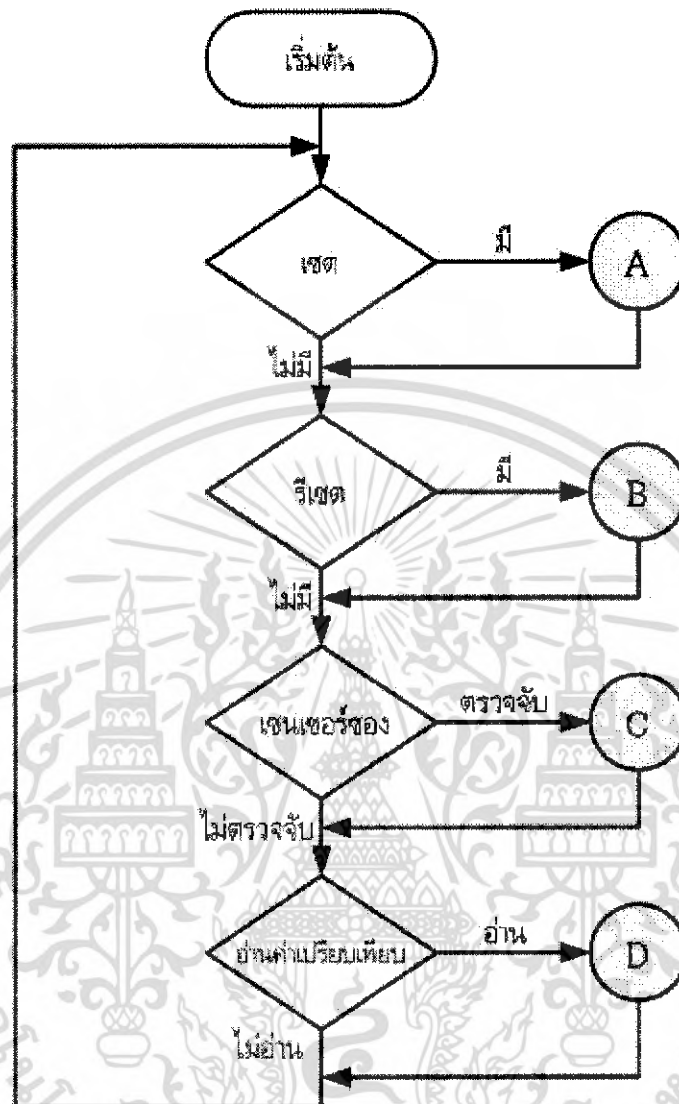 เริ่มต้น
เซต
มี
A
ไม่มี
รีเซต
มี
B
ไม่มี
เซนเซอร์ซอง
ตรวจจับ
C
ไม่ตรวจจับ
อ่านค่าเปรียบเทียบ
อ่าน
D
ไม่อ่าน